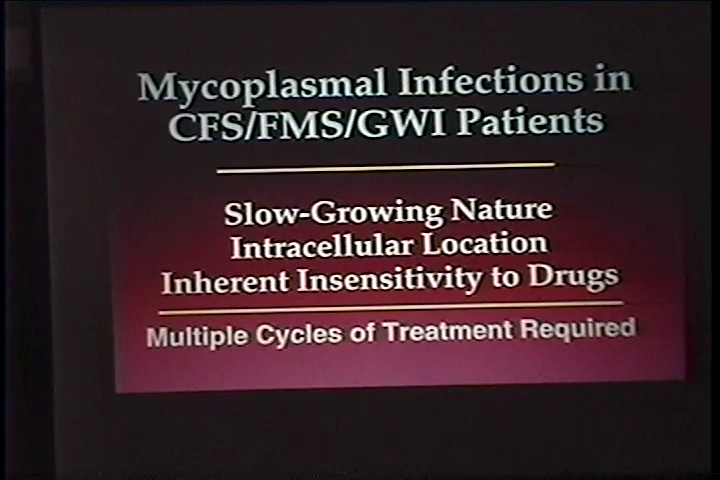 Mycoplasmal Infections in
CFS/FMS/GWI Patients
Slow-Growing Nature
Intracellular Location
Inherent Insensitivity to Drugs
Multiple Cycles of Treatment Required